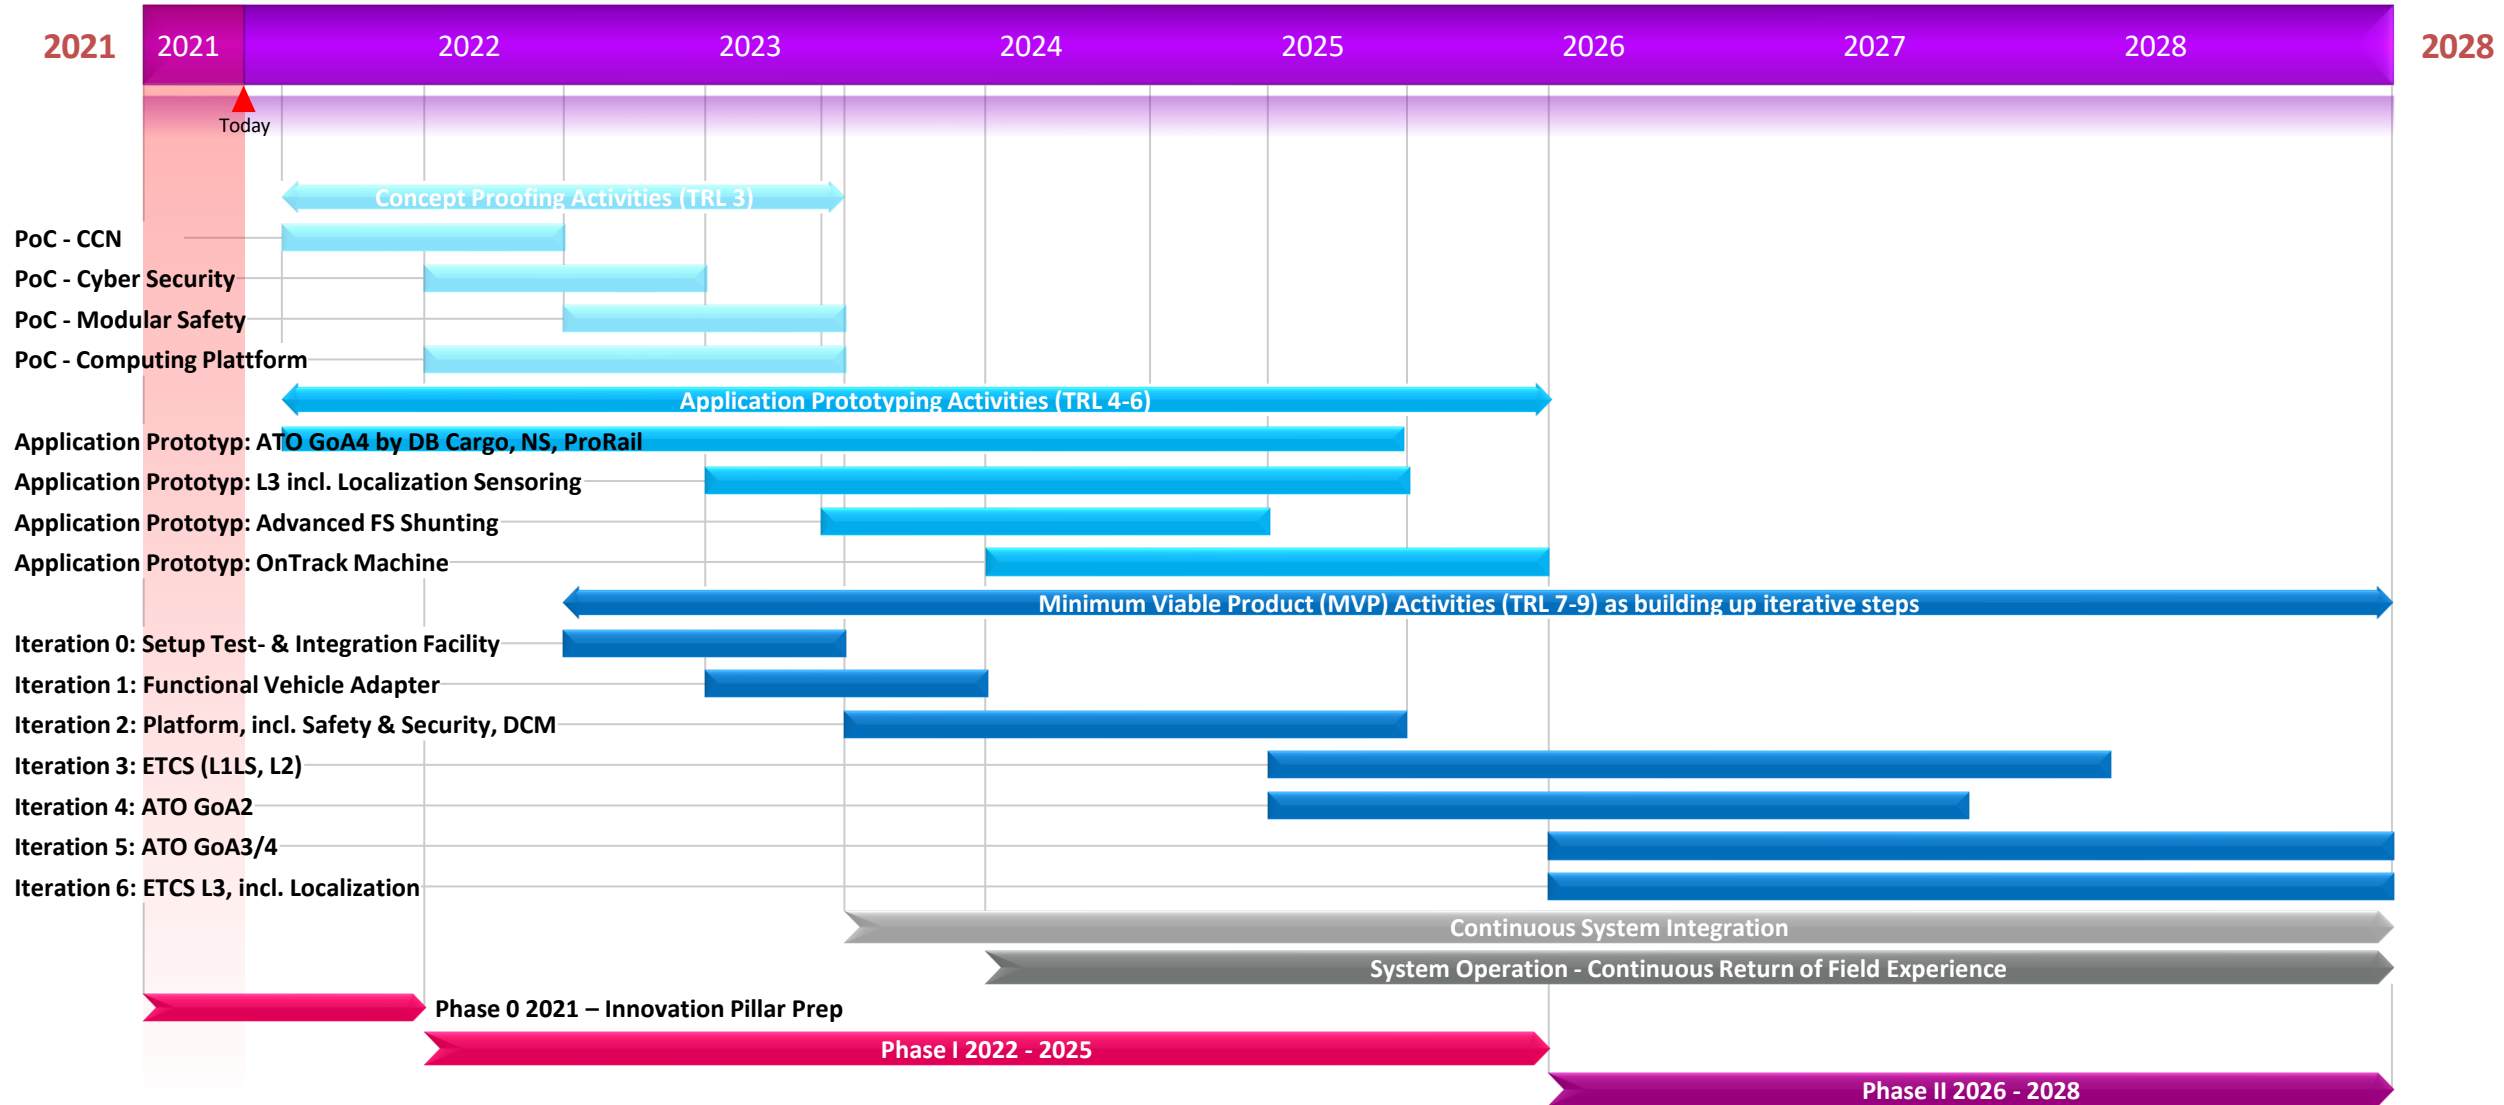 2021
2021
2022
2023
2024
2025
2026
2027
2028
2028
Today
Concept Proofing Activities (TRL 3)
PoC - CCN
PoC - Cyber Security
PoC - Modular Safety
PoC - Computing Plattform
Application Prototyping Activities (TRL 4-6)
Application Prototyp: ATO GoA4 by DB Cargo, NS, ProRail
Application Prototyp: L3 incl. Localization Sensoring
Application Prototyp: Advanced FS Shunting
Application Prototyp: OnTrack Machine
Minimum Viable Product (MVP) Activities (TRL 7-9) as building up iterative steps
Iteration 0: Setup Test- & Integration Facility
Iteration 1: Functional Vehicle Adapter
Iteration 2: Platform, incl. Safety & Security, DCM
Iteration 3: ETCS (L1LS, L2)
Iteration 4: ATO GoA2
Iteration 5: ATO GoA3/4
Iteration 6: ETCS L3, incl. Localization
Continuous System Integration
System Operation - Continuous Return of Field Experience
Phase 0 2021 – Innovation Pillar Prep
Phase I 2022 - 2025
Phase II 2026 - 2028